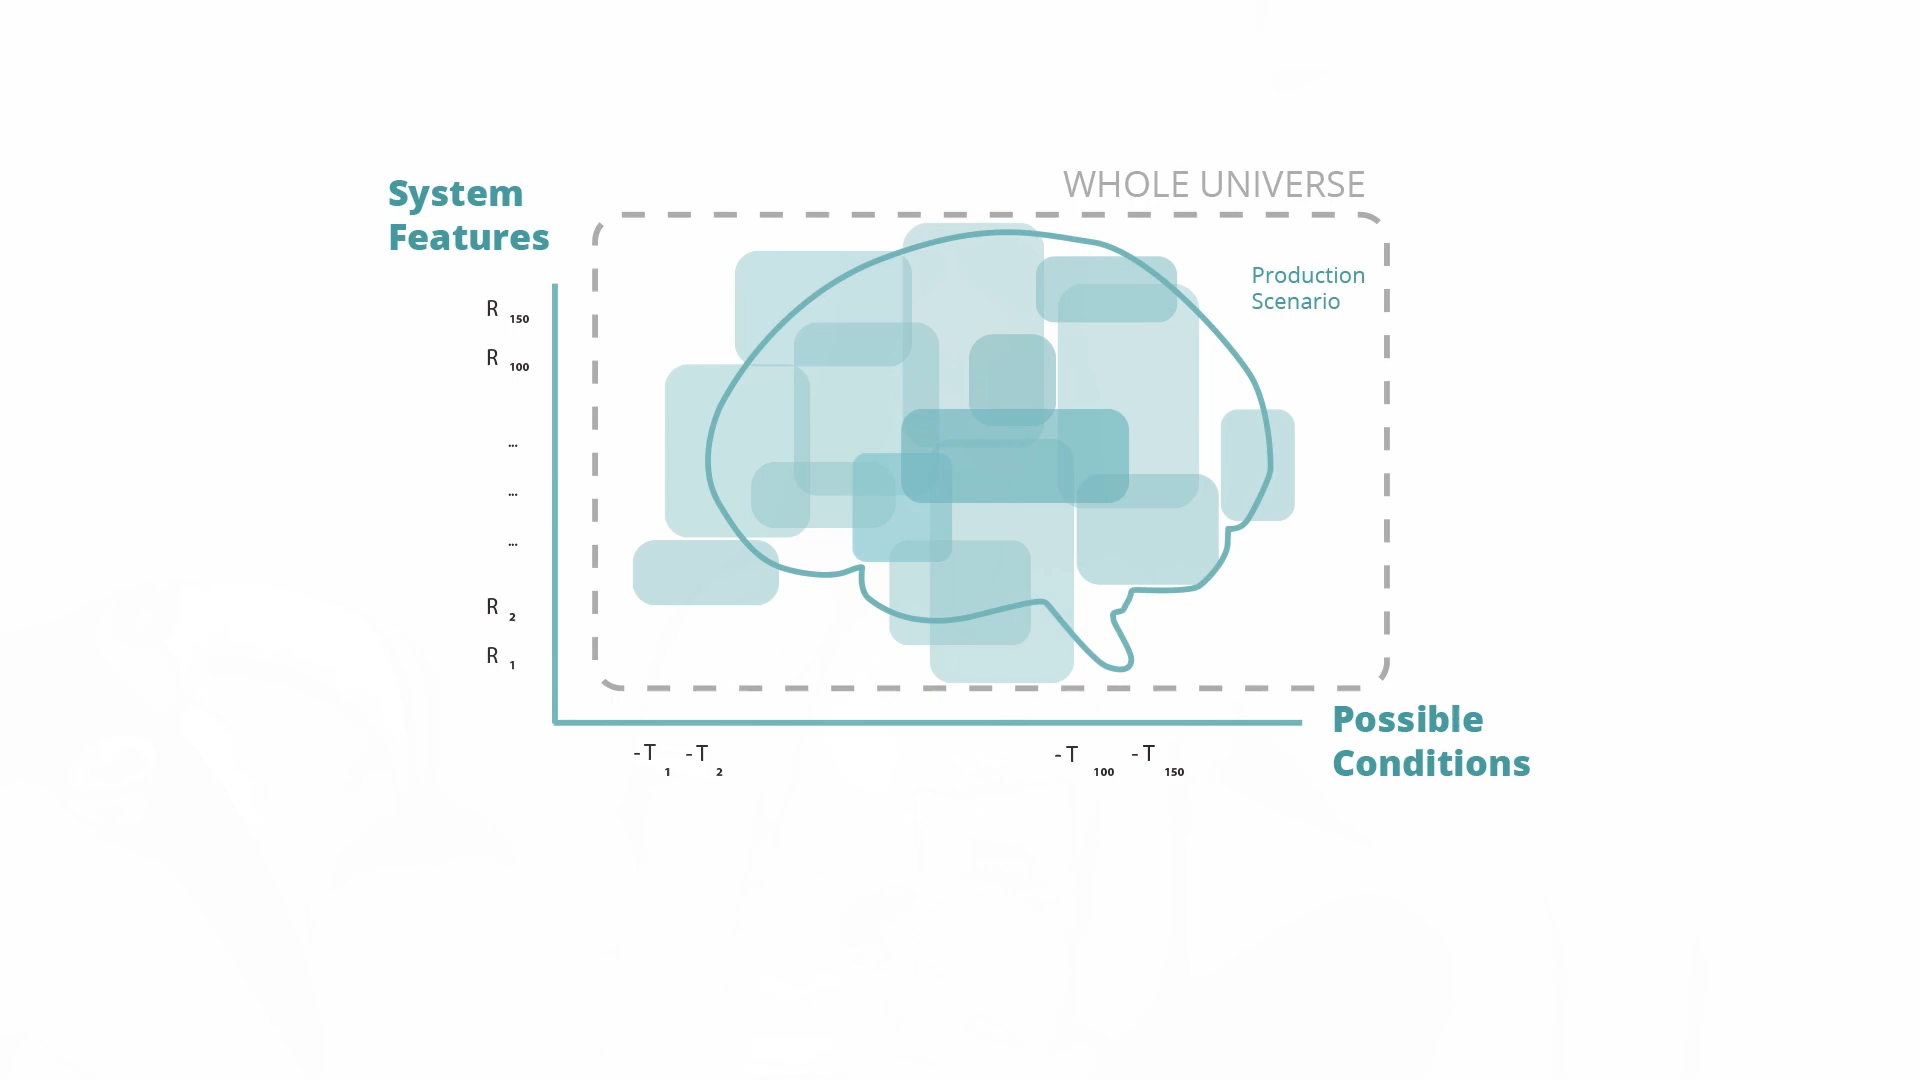 WHOLE UNIVERSE
System
Features
Production
Scenario
R 150
R 100
...
...
...
R 2
R 1
Possible
Conditions
-T 1 -T 2 -T 100 -T 150